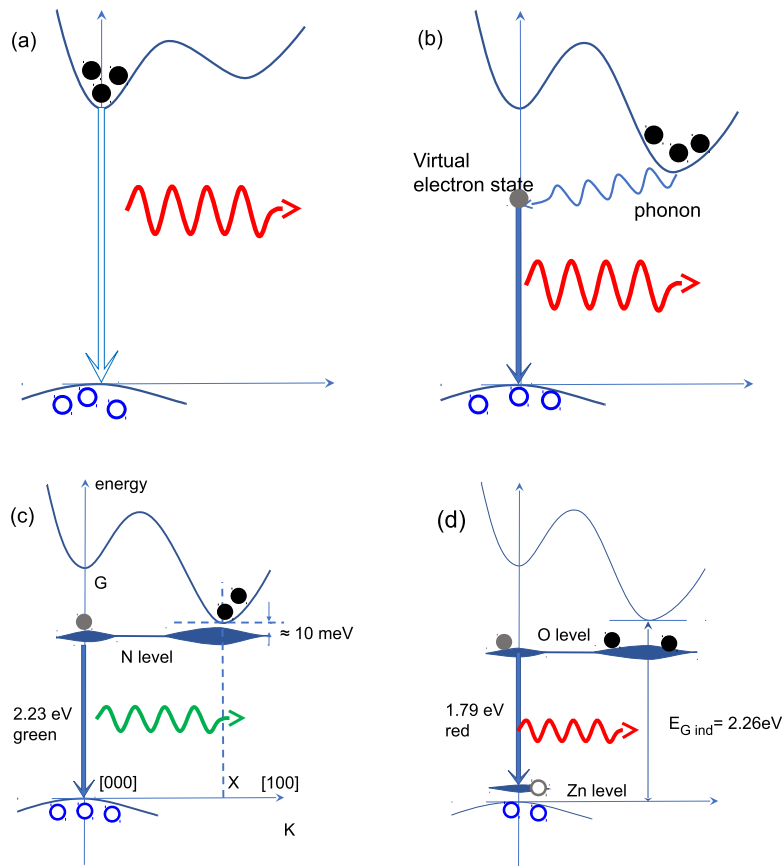 (a)
(b)
Virtual
electron state
phonon
(c)
energy
G
≈ 10 meV
N level
2.23 eV
green
[000]
X
[100]
K
(d)
O level
1.79 eV
red
E_G ind = 2.26eV
Zn level